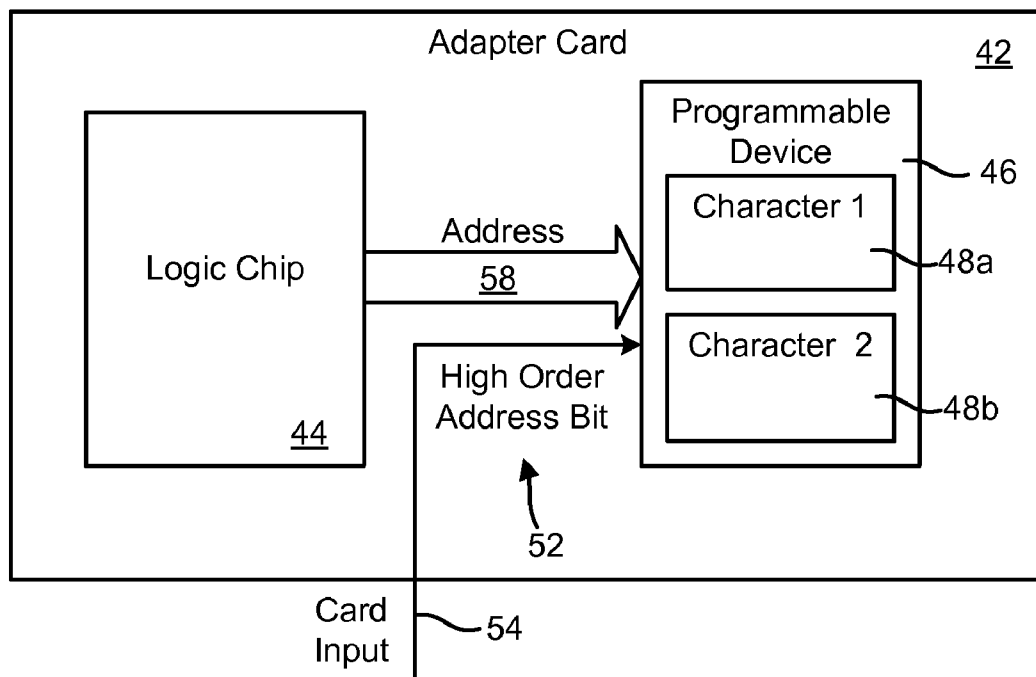 Adapter Card
42
Programmable
Device
46
Character 1
48a
Logic Chip
44
Address
58
Character 2
48b
High Order
Address Bit
52
Card
Input
54